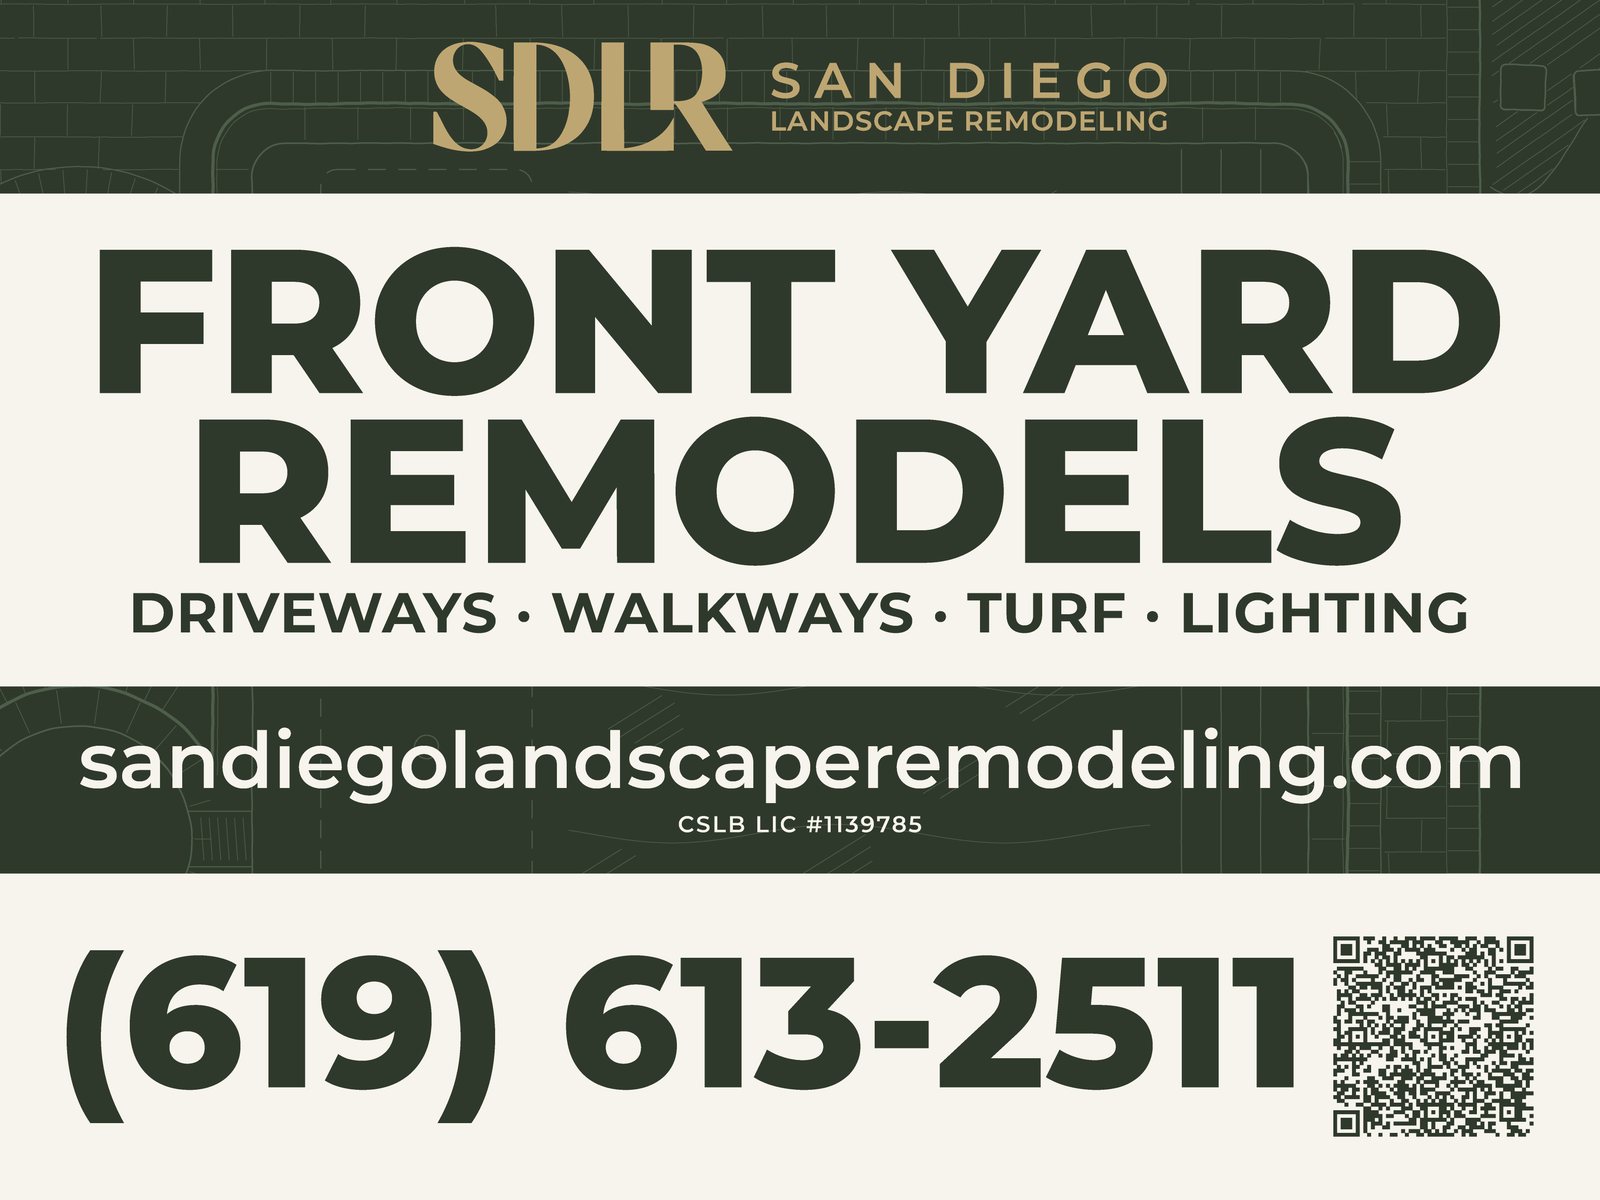 SDLR
SAN DIEGO
LANDSCAPE REMODELING
FRONT YARD
REMODELS
DRIVEWAYS · WALKWAYS · TURF · LIGHTING
sandiegolandscaperemodeling.com
CSLB LIC #1139785
(619) 613-2511